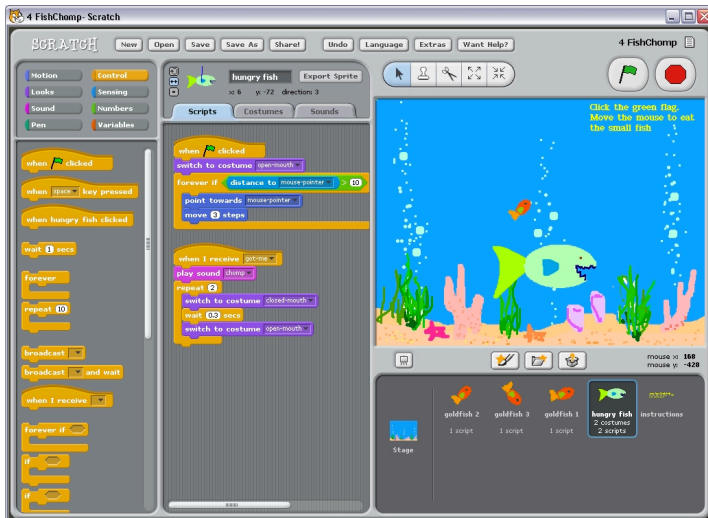 4 FishChomp- Scratch
SCRATCH
New
Open
Save
Save As
Share!
Undo
Language
Extras
Want Help?
4 FishChomp
Motion
Control
Looks
Sensing
Sound
Numbers
Pen
Variables
when clicked
when space key pressed
when hungry fish clicked
wait 1 secs
forever
repeat 10
broadcast
broadcast and wait
when I receive
forever if
if
if
hungry fish
Export Sprite
x: 6 y: -72 direction: 3
Scripts
Costumes
Sounds
when clicked
switch to costume open-mouth
forever if distance to mouse-pointer > 10
point towards mouse-pointer
move 3 steps
when I receive got-me
play sound chomp
repeat 2
switch to costume closed-mouth
wait 0.3 secs
switch to costume open-mouth
Click the green flag.
Move the mouse to eat
the small fish
mouse x: 168
mouse y: -428
Stage
goldfish 2
1 script
goldfish 3
1 script
goldfish 1
1 script
hungry fish
2 costumes
2 scripts
instructions